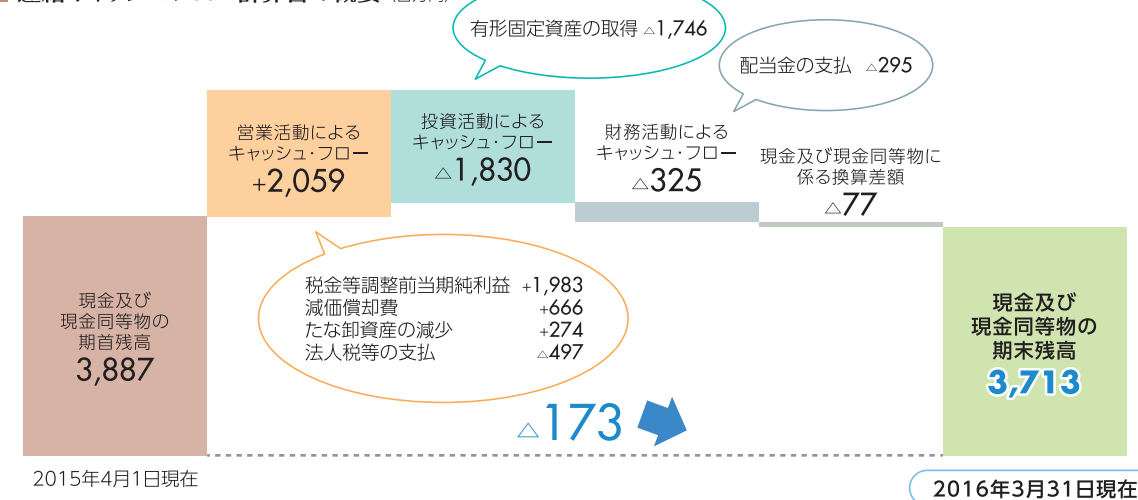 有形固定資産の取得 △1,746
配当金の支払 △295
営業活動による
キャッシュ・フロー
+2,059
投資活動による
キャッシュ・フロー
△1,830
財務活動による
キャッシュ・フロー
△325
現金及び現金同等物に
係る換算差額
△77
現金及び
現金同等物の
期首残高
3,887
税金等調整前当期純利益 +1,983
減価償却費 +666
たな卸資産の減少 +274
法人税等の支払 △497
△173
現金及び
現金同等物の
期末残高
3,713
2015年4月1日現在
2016年3月31日現在